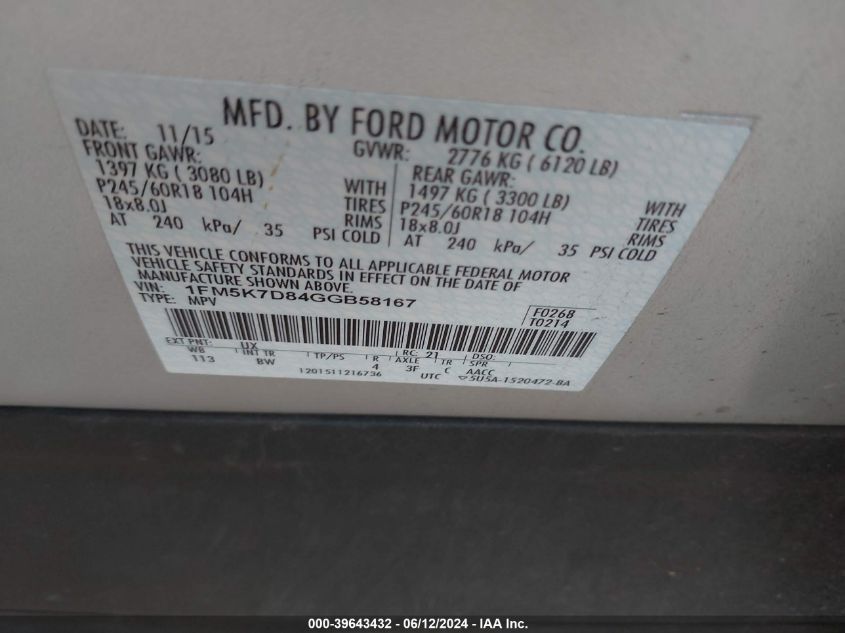 MFD. BY FORD MOTOR CO.
DATE: 11/15 GVWR: 2776 KG ( 6120 LB)
FRONT GAWR: REAR GAWR:
1397 KG ( 3080 LB) WITH 1497 KG ( 3300 LB) WITH
P245/60R18 104H TIRES P245/60R18 104H TIRES
18x8.0J RIMS 18x8.0J RIMS
AT 240 kPa/ 35 PSI COLD AT 240 kPa/ 35 PSI COLD
THIS VEHICLE CONFORMS TO ALL APPLICABLE FEDERAL MOTOR
VEHICLE SAFETY STANDARDS IN EFFECT ON THE DATE OF
MANUFACTURE SHOWN ABOVE.
VIN: 1FM5K7D84GGB58167 F0268
TYPE: MPV T0214
EXT PNT: UX RC: 21 DSO:
WB INT TR TP/PS R AXLE TR SPR
113 BW 4 3F C AACC
1201511216736 UTC 5U5A-1520472-BA
000-39643432 - 06/12/2024 - IAA Inc.